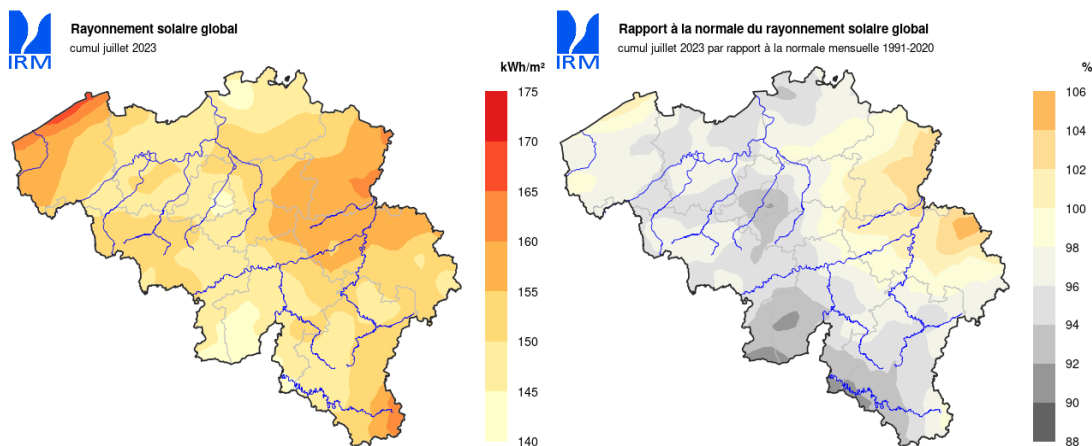 Rayonnement solaire global
cumul juillet 2023
IRM
kWh/m²
175
170
165
160
155
150
145
140
Rapport à la normale du rayonnement solaire global
cumul juillet 2023 par rapport à la normale mensuelle 1991-2020
IRM
%
106
104
102
100
98
96
94
92
90
88